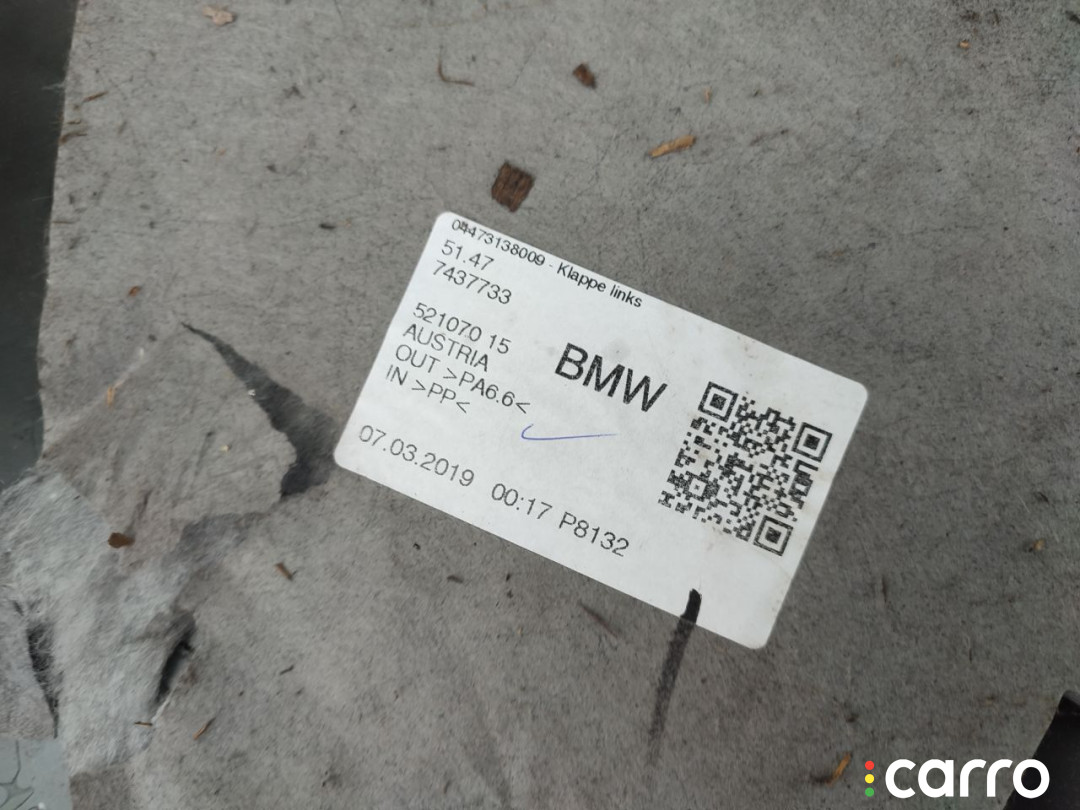 04473138009 - Klappe links
51.47
7437733
521070 15
AUSTRIA
OUT >PA6.6<
IN >PP<
BMW
07.03.2019 00:17 P8132
carro